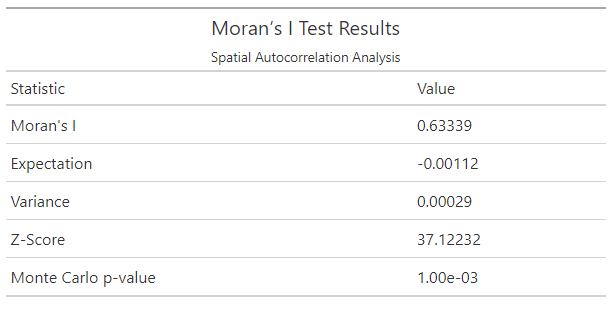 Moran’s I Test Results
Spatial Autocorrelation Analysis
Statistic Value
Moran's I 0.63339
Expectation -0.00112
Variance 0.00029
Z-Score 37.12232
Monte Carlo p-value 1.00e-03